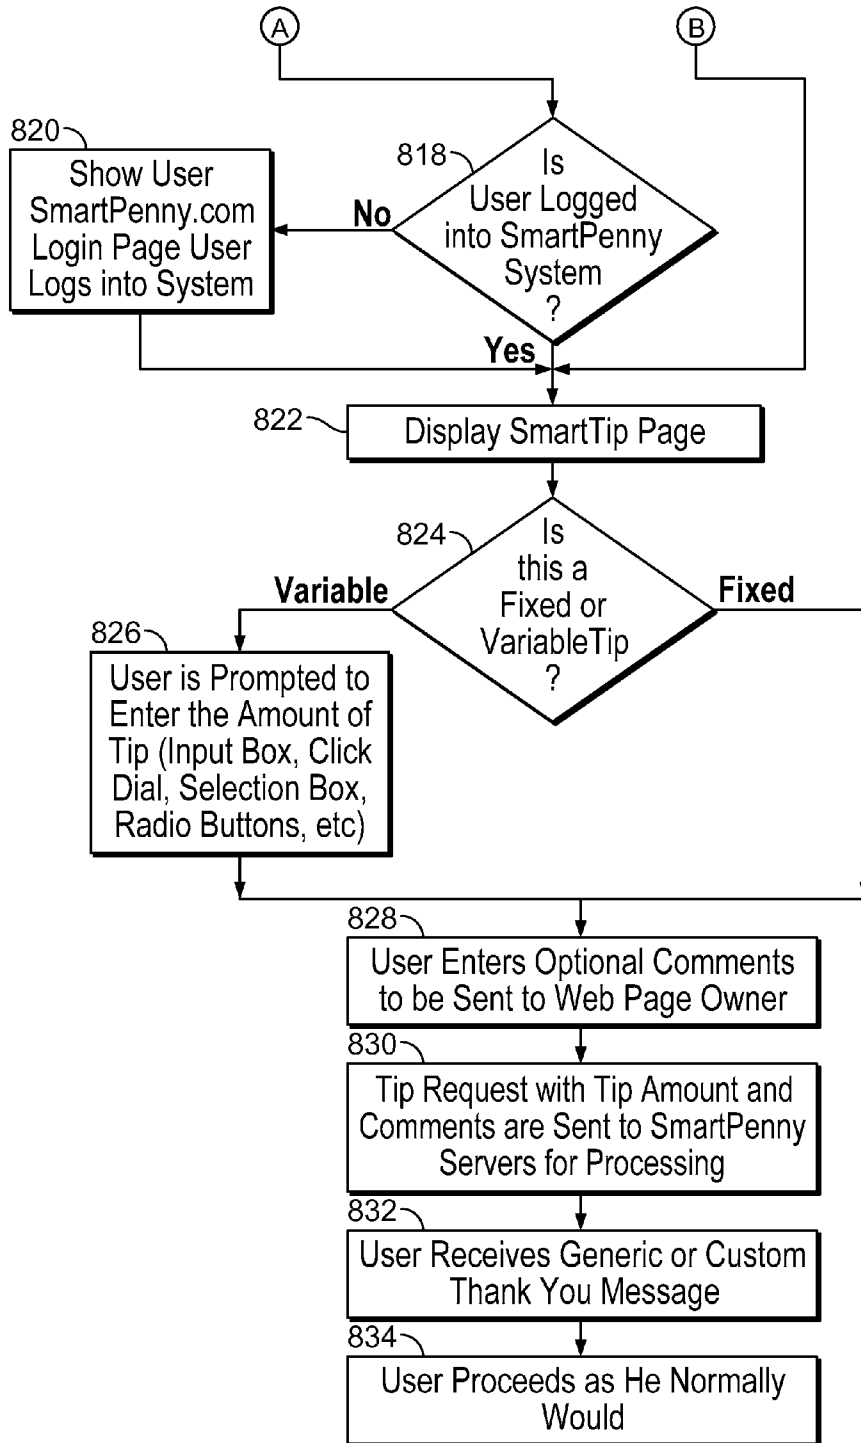 A
B
820
Show User
SmartPenny.com
Login Page User
Logs into System
818
Is
User Logged
into SmartPenny
System
?
No
Yes
822
Display SmartTip Page
824
Is
this a
Fixed or
VariableTip
?
Variable
Fixed
826
User is Prompted to
Enter the Amount of
Tip (Input Box, Click
Dial, Selection Box,
Radio Buttons, etc)
828
User Enters Optional Comments
to be Sent to Web Page Owner
830
Tip Request with Tip Amount and
Comments are Sent to SmartPenny
Servers for Processing
832
User Receives Generic or Custom
Thank You Message
834
User Proceeds as He Normally
Would